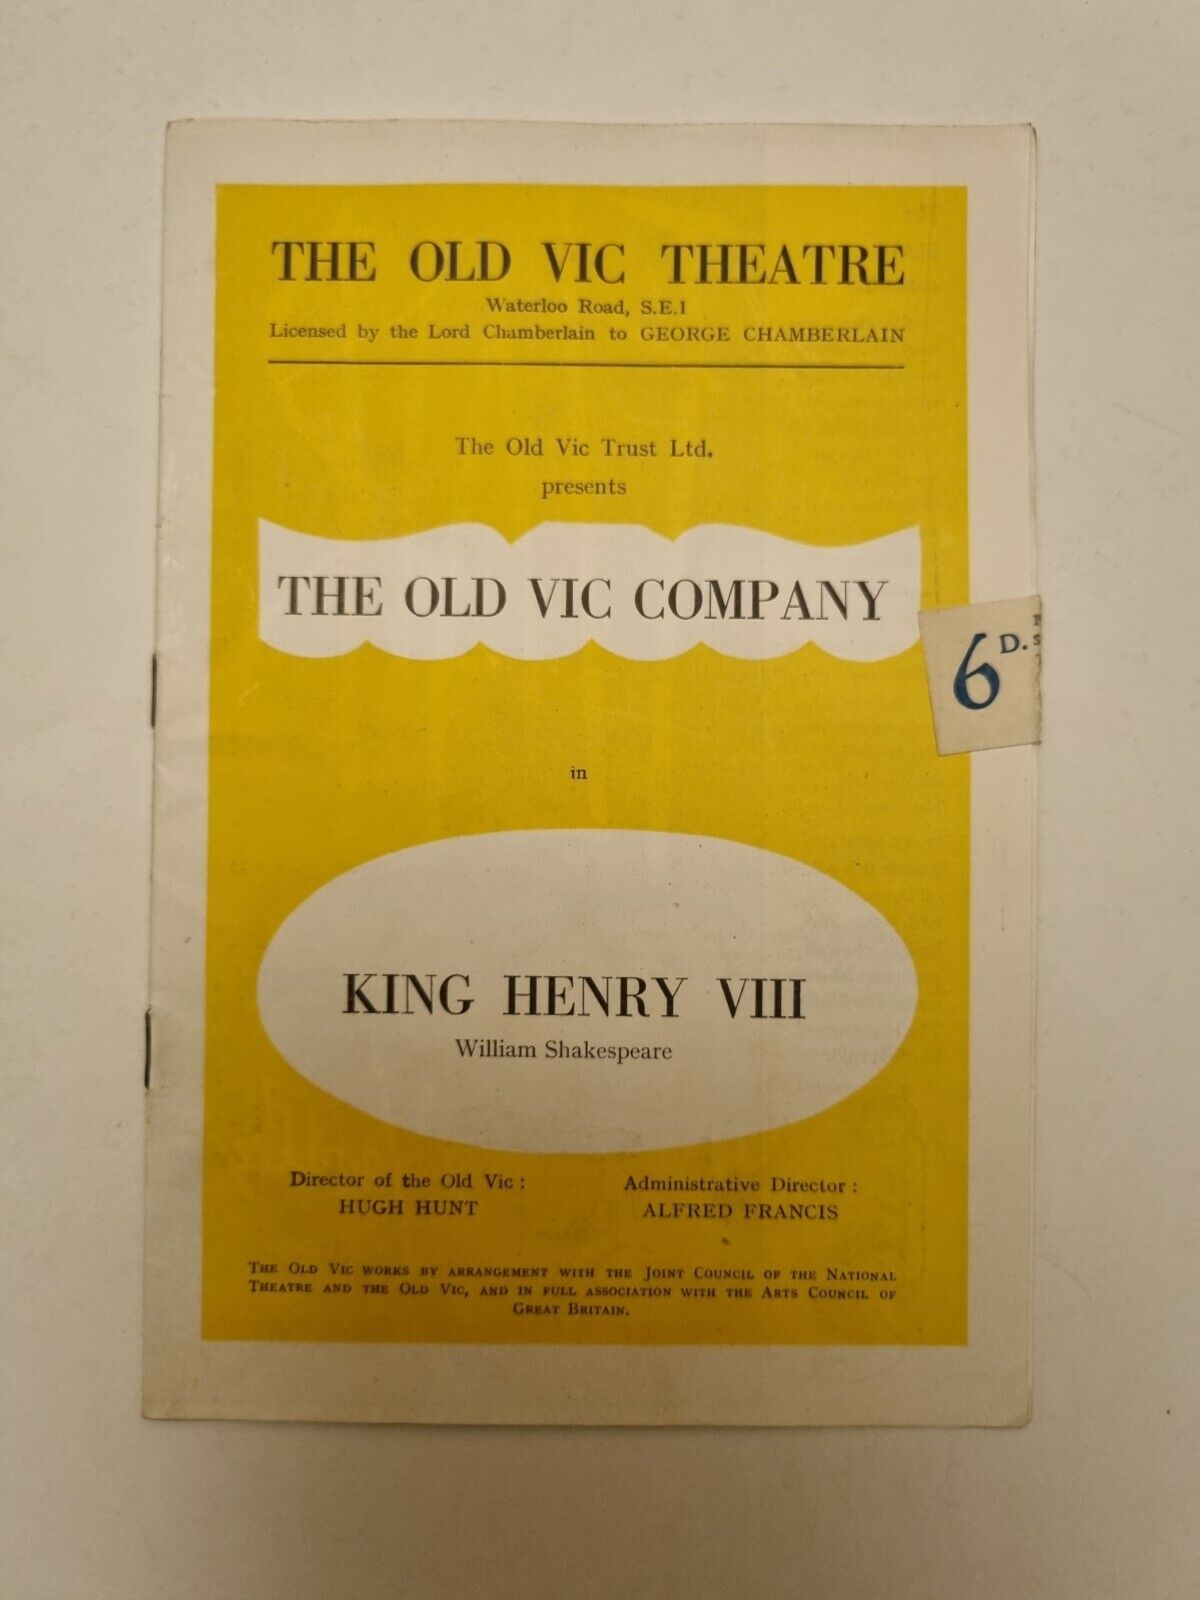 THE OLD VIC THEATRE
Waterloo Road, S.E.1
Licensed by the Lord Chamberlain to GEORGE CHAMBERLAIN
The Old Vic Trust Ltd.
presents
THE OLD VIC COMPANY
6D.
in
KING HENRY VIII
William Shakespeare
Director of the Old Vic :
HUGH HUNT
Administrative Director :
ALFRED FRANCIS
THE OLD VIC WORKS BY ARRANGEMENT WITH THE JOINT COUNCIL OF THE NATIONAL
THEATRE AND THE OLD VIC, AND IN FULL ASSOCIATION WITH THE ARTS COUNCIL OF
GREAT BRITAIN.